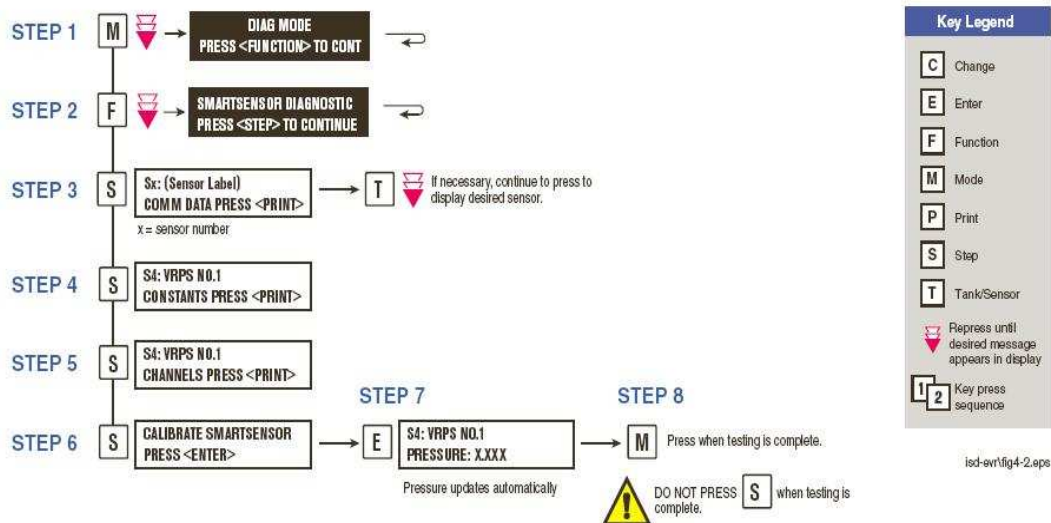 STEP 1
M
DIAG MODE
PRESS <FUNCTION> TO CONT
STEP 2
F
SMARTSENSOR DIAGNOSTIC
PRESS <STEP> TO CONTINUE
STEP 3
S
Sx: (Sensor Label)
COMM DATA PRESS <PRINT>
x = sensor number
T
If necessary, continue to press to
display desired sensor.
STEP 4
S
S4: VRPS NO.1
CONSTANTS PRESS <PRINT>
STEP 5
S
S4: VRPS NO.1
CHANNELS PRESS <PRINT>
STEP 6
S
CALIBRATE SMARTSENSOR
PRESS <ENTER>
STEP 7
E
S4: VRPS NO.1
PRESSURE: X.XXX
Pressure updates automatically
STEP 8
M
Press when testing is complete.
DO NOT PRESS S when testing is
complete.
Key Legend
C Change
E Enter
F Function
M Mode
P Print
S Step
T Tank/Sensor
Repress until
desired message
appears in display
1 2 Key press
sequence
isd-evr\fig4-2.eps